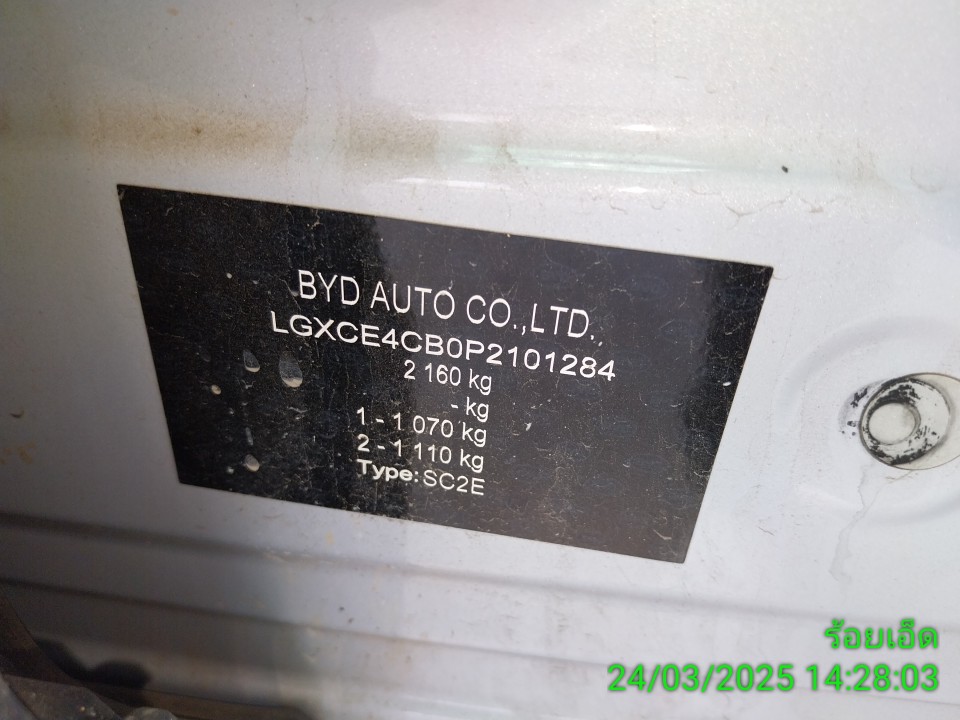 BYD AUTO CO.,LTD.
LGXCE4CB0P2101284
2 160 kg
- kg
1 - 1 070 kg
2 - 1 110 kg
Type: SC2E
ร้อยเอ็ด
24/03/2025 14:28:03